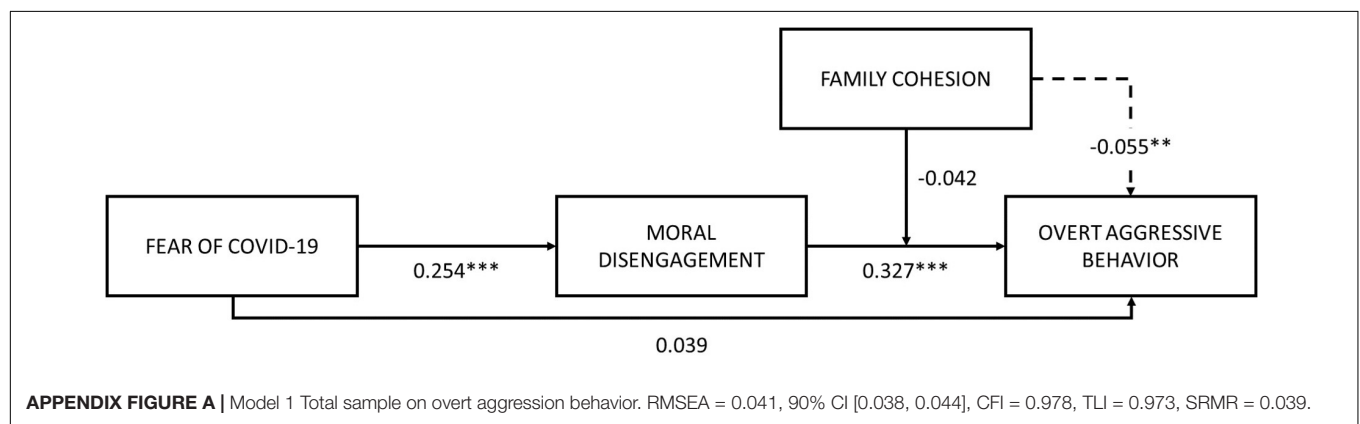 FAMILY COHESION
-0.055**
-0.042
FEAR OF COVID-19
MORAL
DISENGAGEMENT
OVERT AGGRESSIVE
BEHAVIOR
0.254***
0.327***
0.039
APPENDIX FIGURE A | Model 1 Total sample on overt aggression behavior. RMSEA = 0.041, 90% CI [0.038, 0.044], CFI = 0.978, TLI = 0.973, SRMR = 0.039.